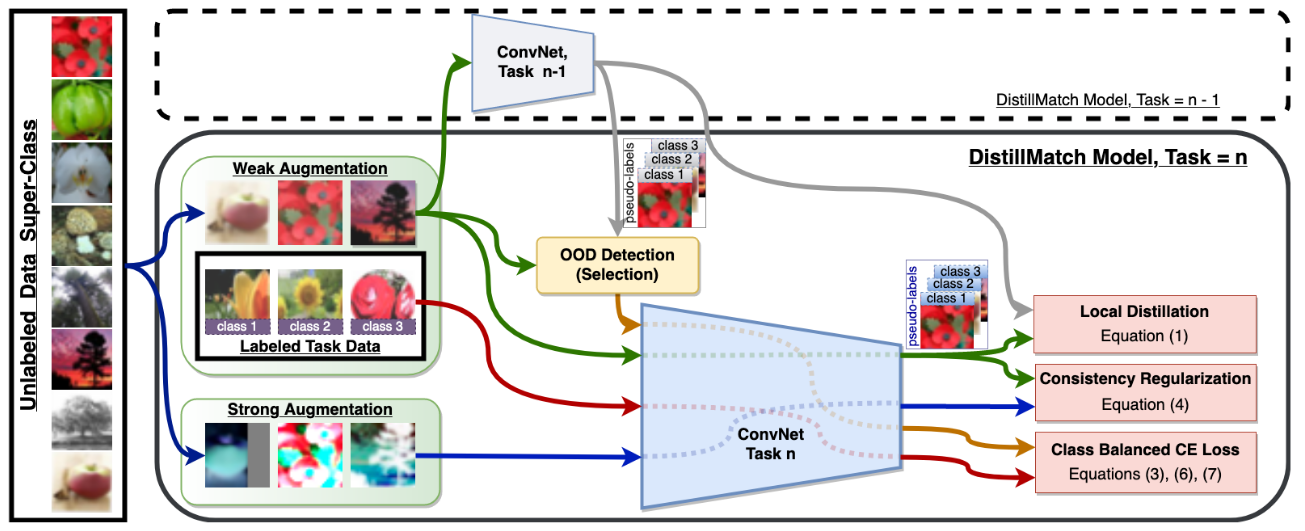 Unlabeled Data Super-Class
ConvNet,
Task n-1
DistillMatch Model, Task = n - 1
DistillMatch Model, Task = n
Weak Augmentation
class 1
class 2
class 3
Labeled Task Data
Strong Augmentation
pseudo-labels
class 3
class 2
class 1
OOD Detection
(Selection)
ConvNet
Task n
pseudo-labels
class 3
class 2
class 1
Local Distillation
Equation (1)
Consistency Regularization
Equation (4)
Class Balanced CE Loss
Equations (3), (6), (7)